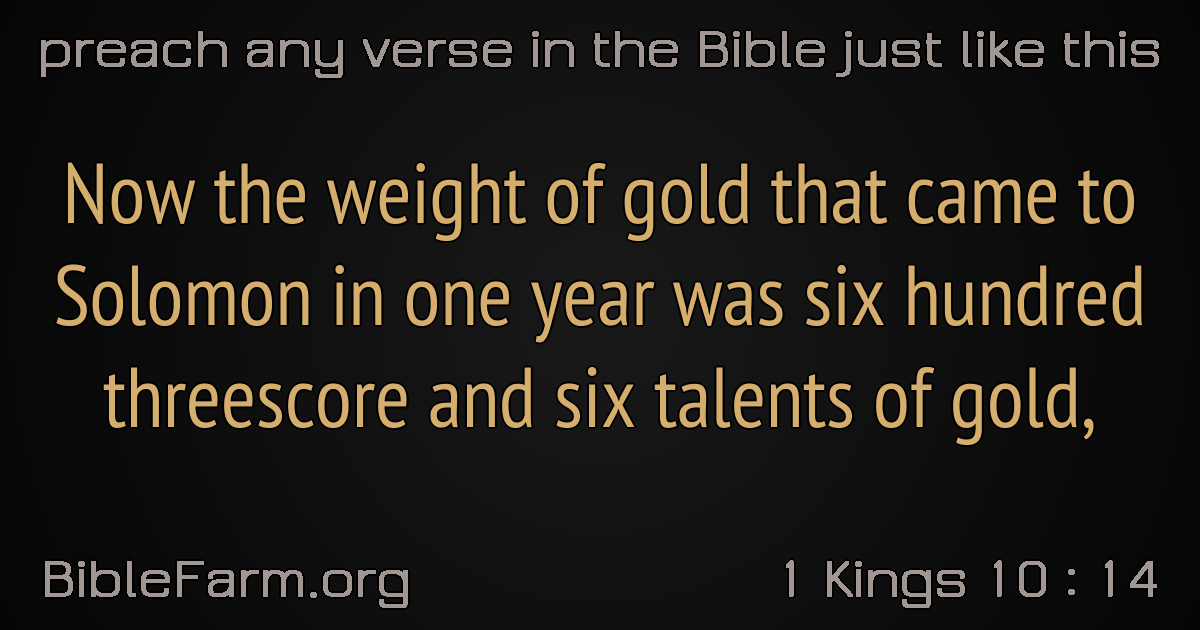 preach any verse in the Bible just like this
Now the weight of gold that came to
Solomon in one year was six hundred
threescore and six talents of gold,
BibleFarm.org
1 Kings 10 : 14